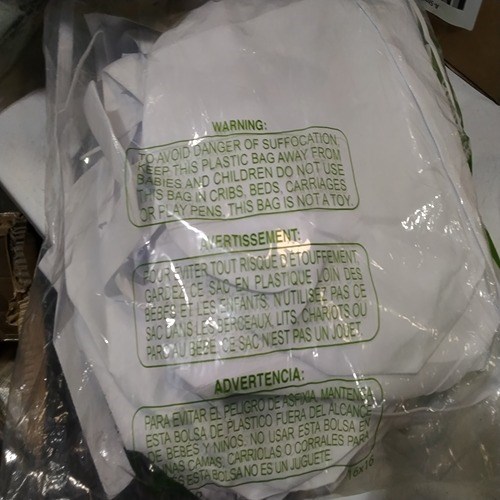 WARNING:
TO AVOID DANGER OF SUFFOCATION,
KEEP THIS PLASTIC BAG AWAY FROM
BABIES AND CHILDREN DO NOT USE
THIS BAG IN CRIBS, BEDS, CARRIAGES
OR PLAY PENS. THIS BAG IS NOT A TOY.
AVERTISSEMENT:
POUR EVITER TOUT RISQUE D'ETOUFFEMENT,
GARDEZ CE SAC EN PLASTIQUE LOIN DES
BEBES ET LES ENFANTS. N'UTILISEZ PAS CE
SAC DANS LES BERCEAUX, LITS, CHARIOTS OU
PARC AU BEBE. CE SAC N'EST PAS UN JOUET.
ADVERTENCIA:
PARA EVITAR EL PELIGRO DE ASFIXIA, MANTENGA
ESTA BOLSA DE PLASTICO FUERA DEL ALCANCE
DE BEBES Y NIÑOS. NO USAR ESTA BOLSA EN
CUNAS CAMAS, CARRIOLAS O CORRALES PARA
ESTA BOLSA NO ES UN JUGUETE.
16x16